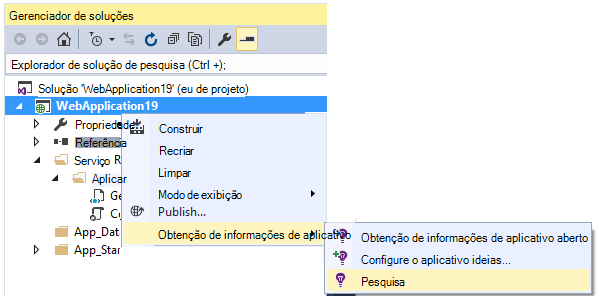 Gerenciador de soluções
Explorador de solução de pesquisa (Ctrl +);
Solução 'WebApplication19' (eu de projeto)
WebApplication19
Propriedade
Referência
Serviço R
Aplicar
Ge
App_Dat
App_Star
Construir
Recriar
Limpar
Modo de exibição
Publish...
Obtenção de informações de aplicativo
Obtenção de informações de aplicativo aberto
Configure o aplicativo ideias...
Pesquisa